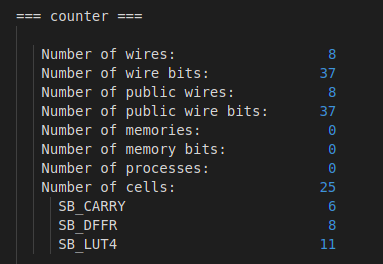 === counter ===
Number of wires: 8
Number of wire bits: 37
Number of public wires: 8
Number of public wire bits: 37
Number of memories: 0
Number of memory bits: 0
Number of processes: 0
Number of cells: 25
SB_CARRY 6
SB_DFFR 8
SB_LUT4 11